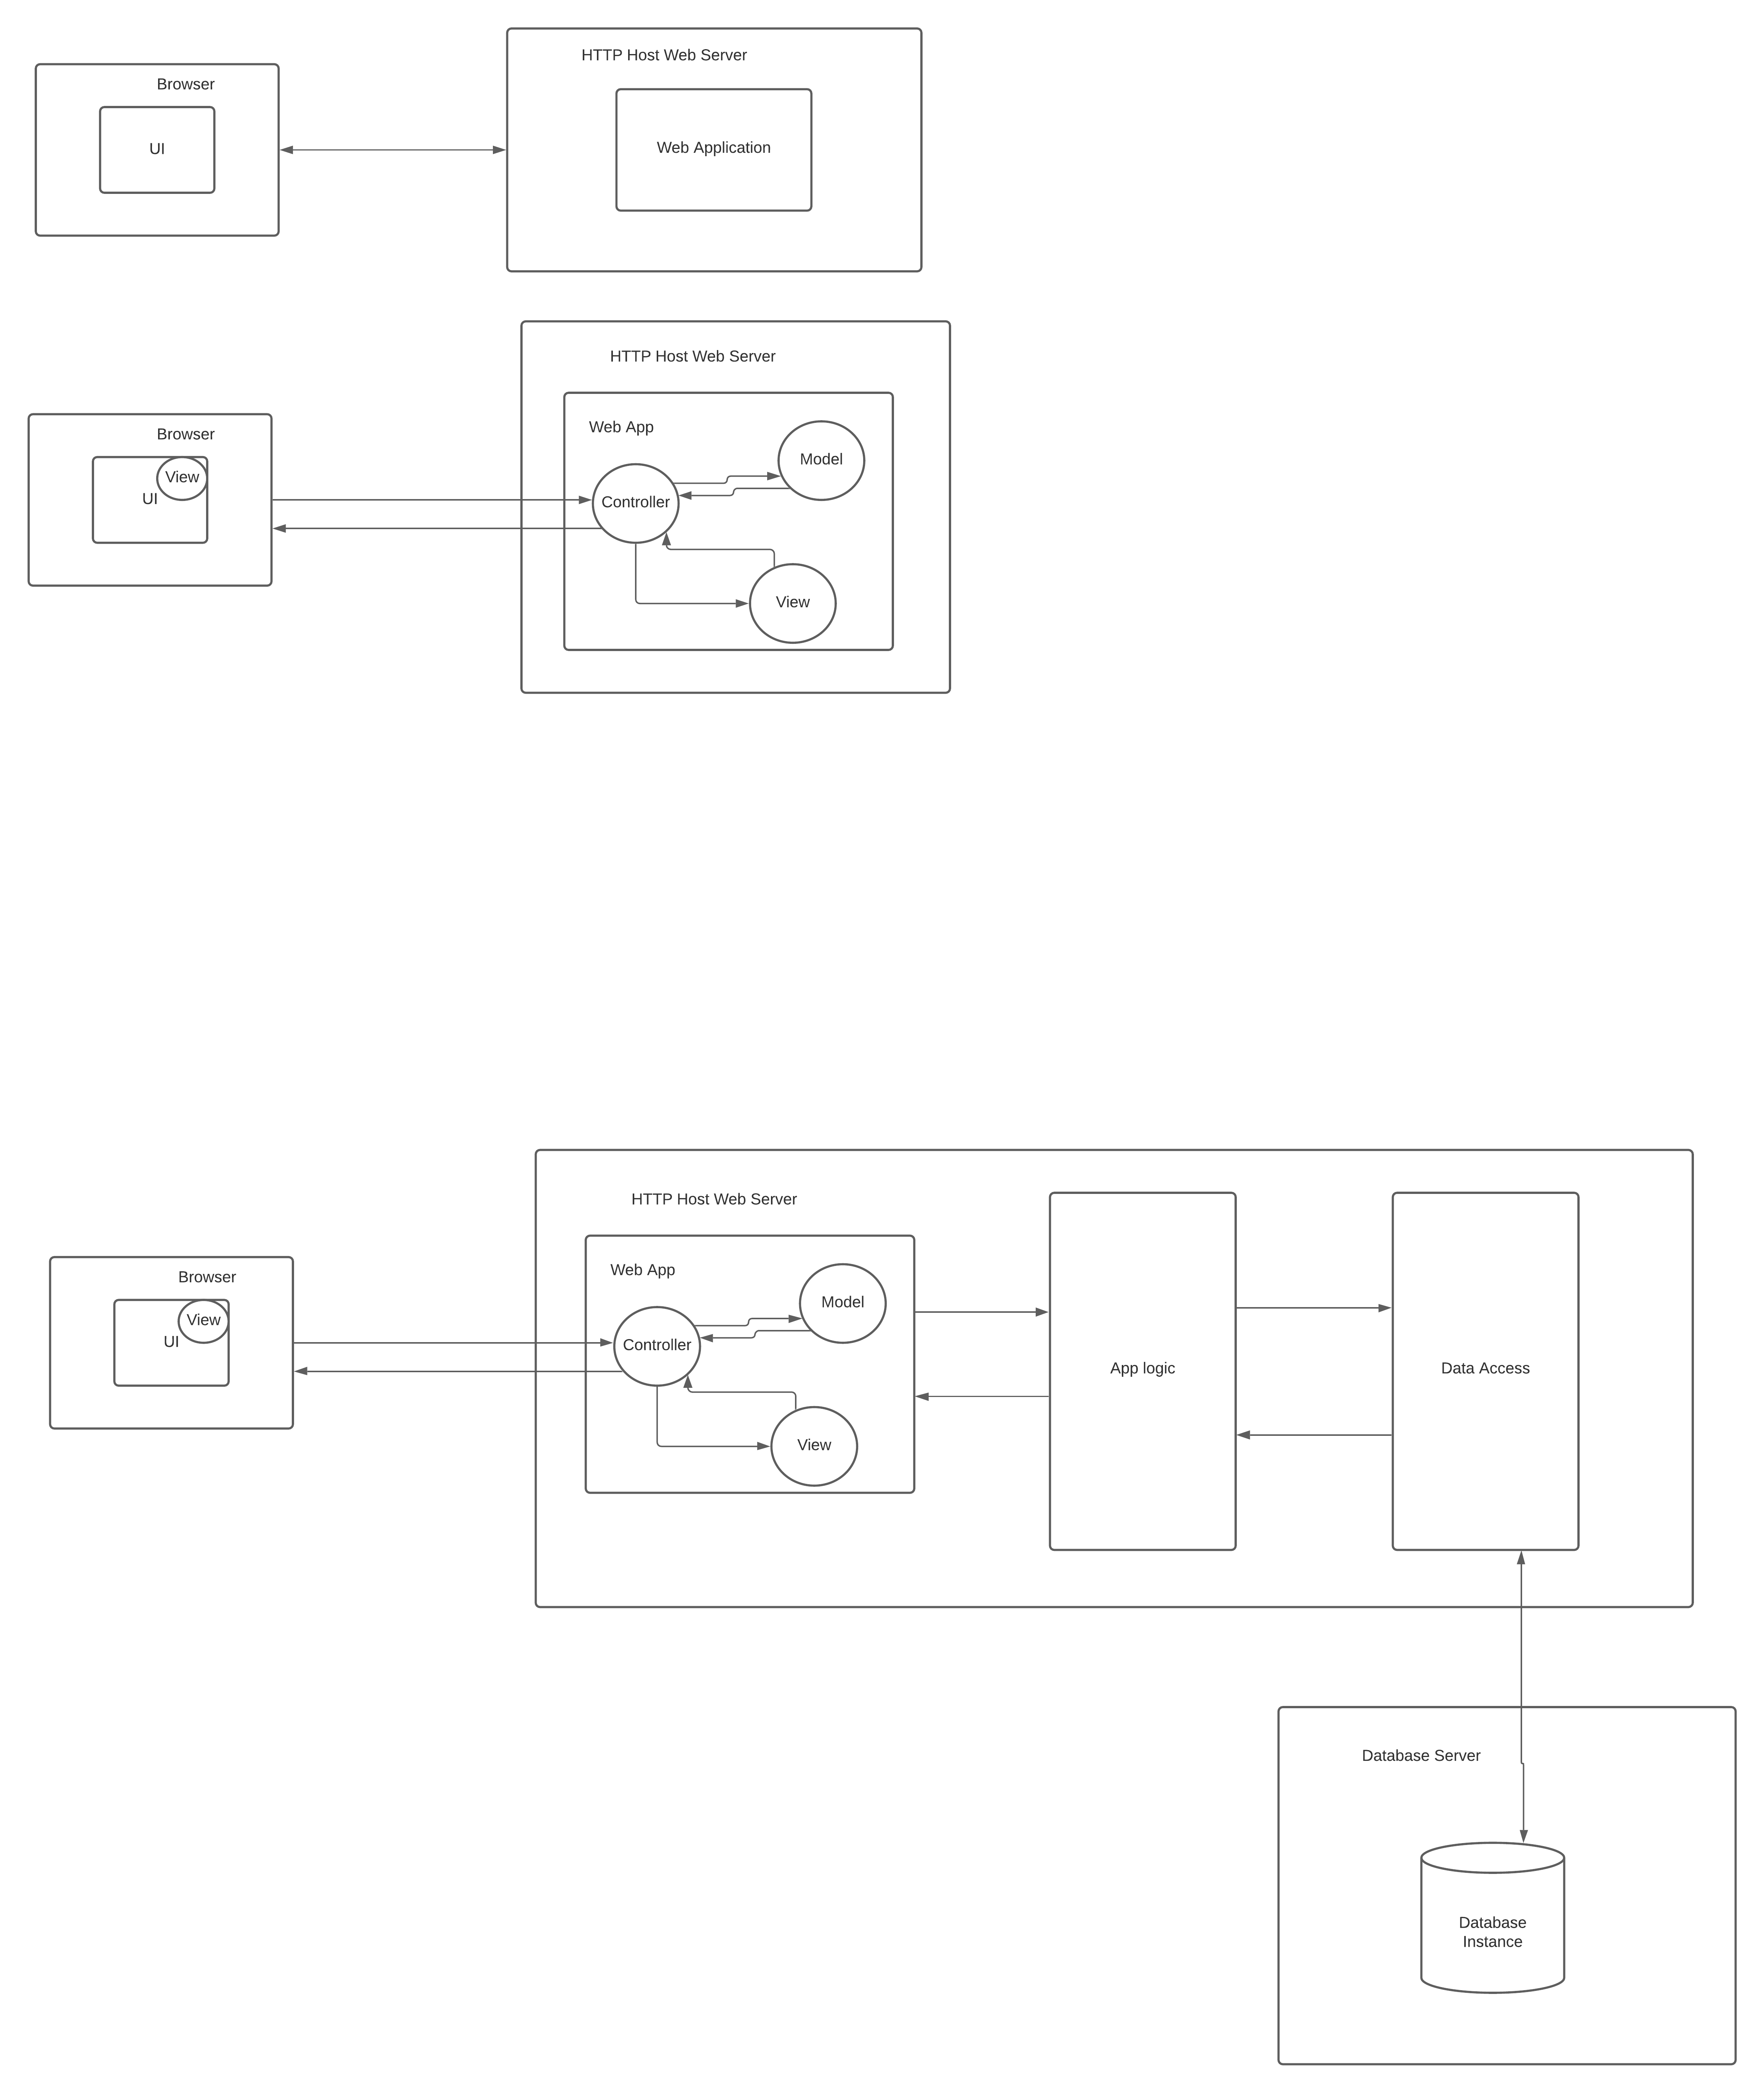 HTTP Host Web Server
Browser
UI
Web Application
HTTP Host Web Server
Web App
Browser
View
UI
Model
Controller
View
HTTP Host Web Server
Web App
Browser
View
UI
Model
Controller
View
App logic
Data Access
Database Server
Database
Instance